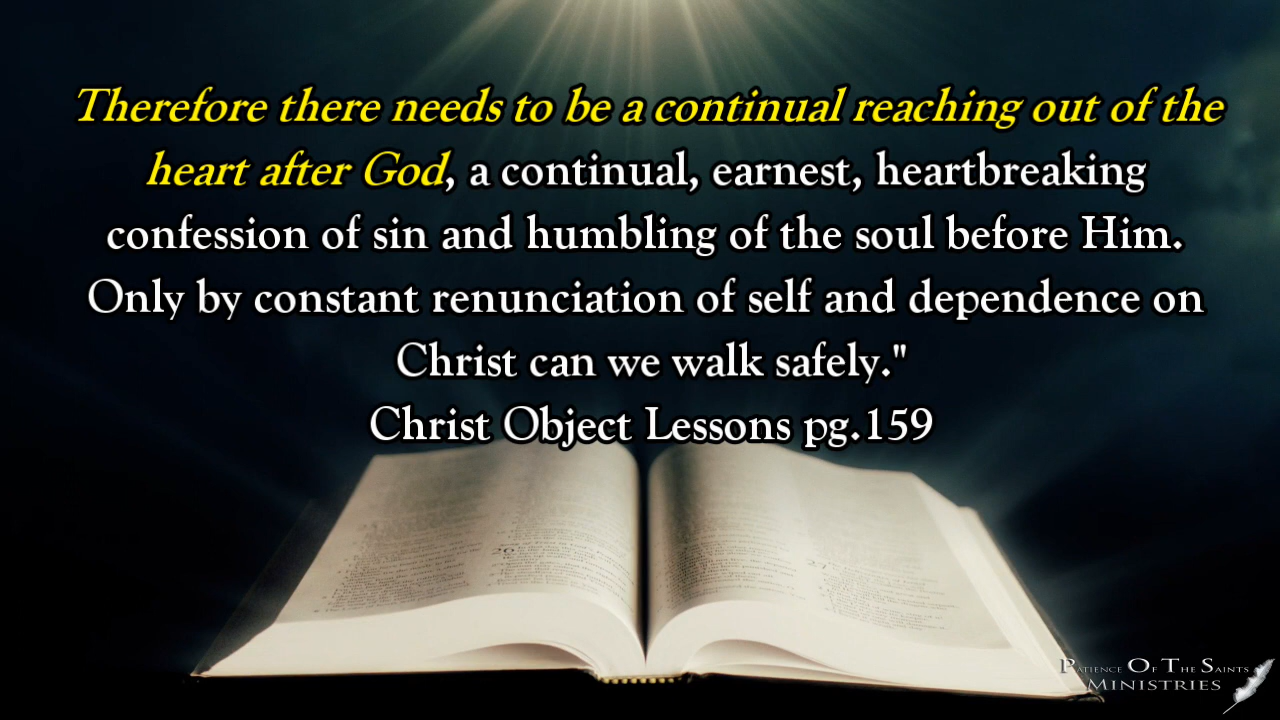 Therefore there needs to be a continual reaching out of the
heart after God, a continual, earnest, heartbreaking
confession of sin and humbling of the soul before Him.
Only by constant renunciation of self and dependence on
Christ can we walk safely."
Christ Object Lessons pg.159
26
27
Patience Of The Saints
Ministries